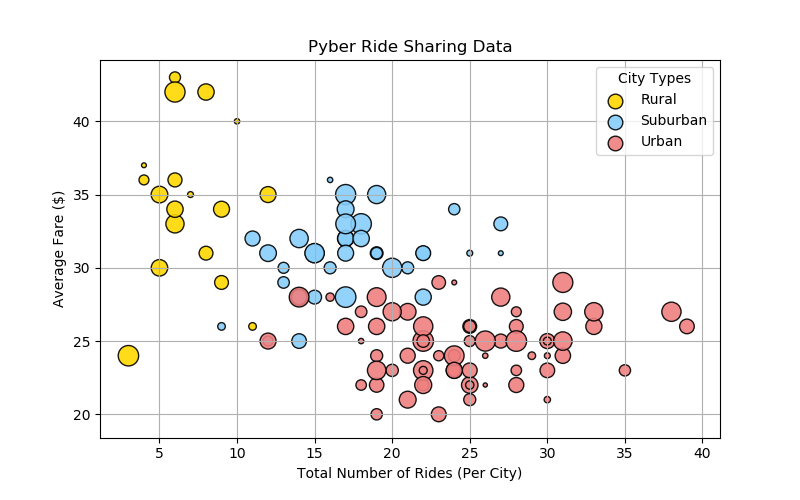 Pyber Ride Sharing Data
City Types
Rural
Suburban
Urban
Average Fare ($)
40
35
30
25
20
5 10 15 20 25 30 35 40
Total Number of Rides (Per City)